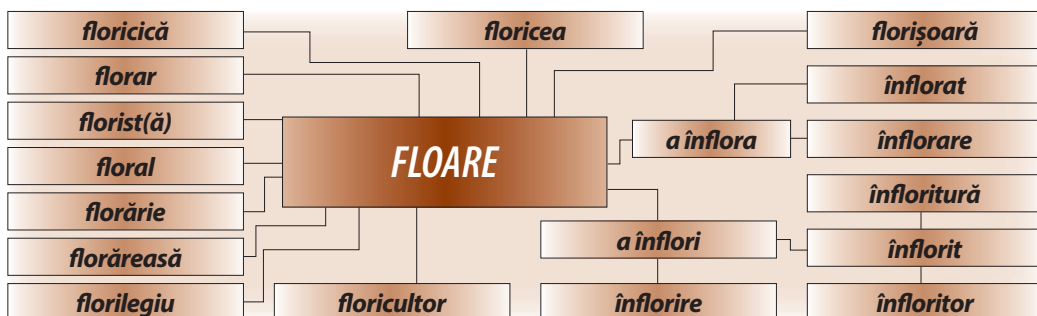 floricică
floricea
florișoară
florar
înflorat
florist(ă)
FLOARE
a înflora
înflorare
floral
florărie
înfloritură
florăreasă
a înflori
înflorit
florilegiu
floricultor
înflorire
înfloritor